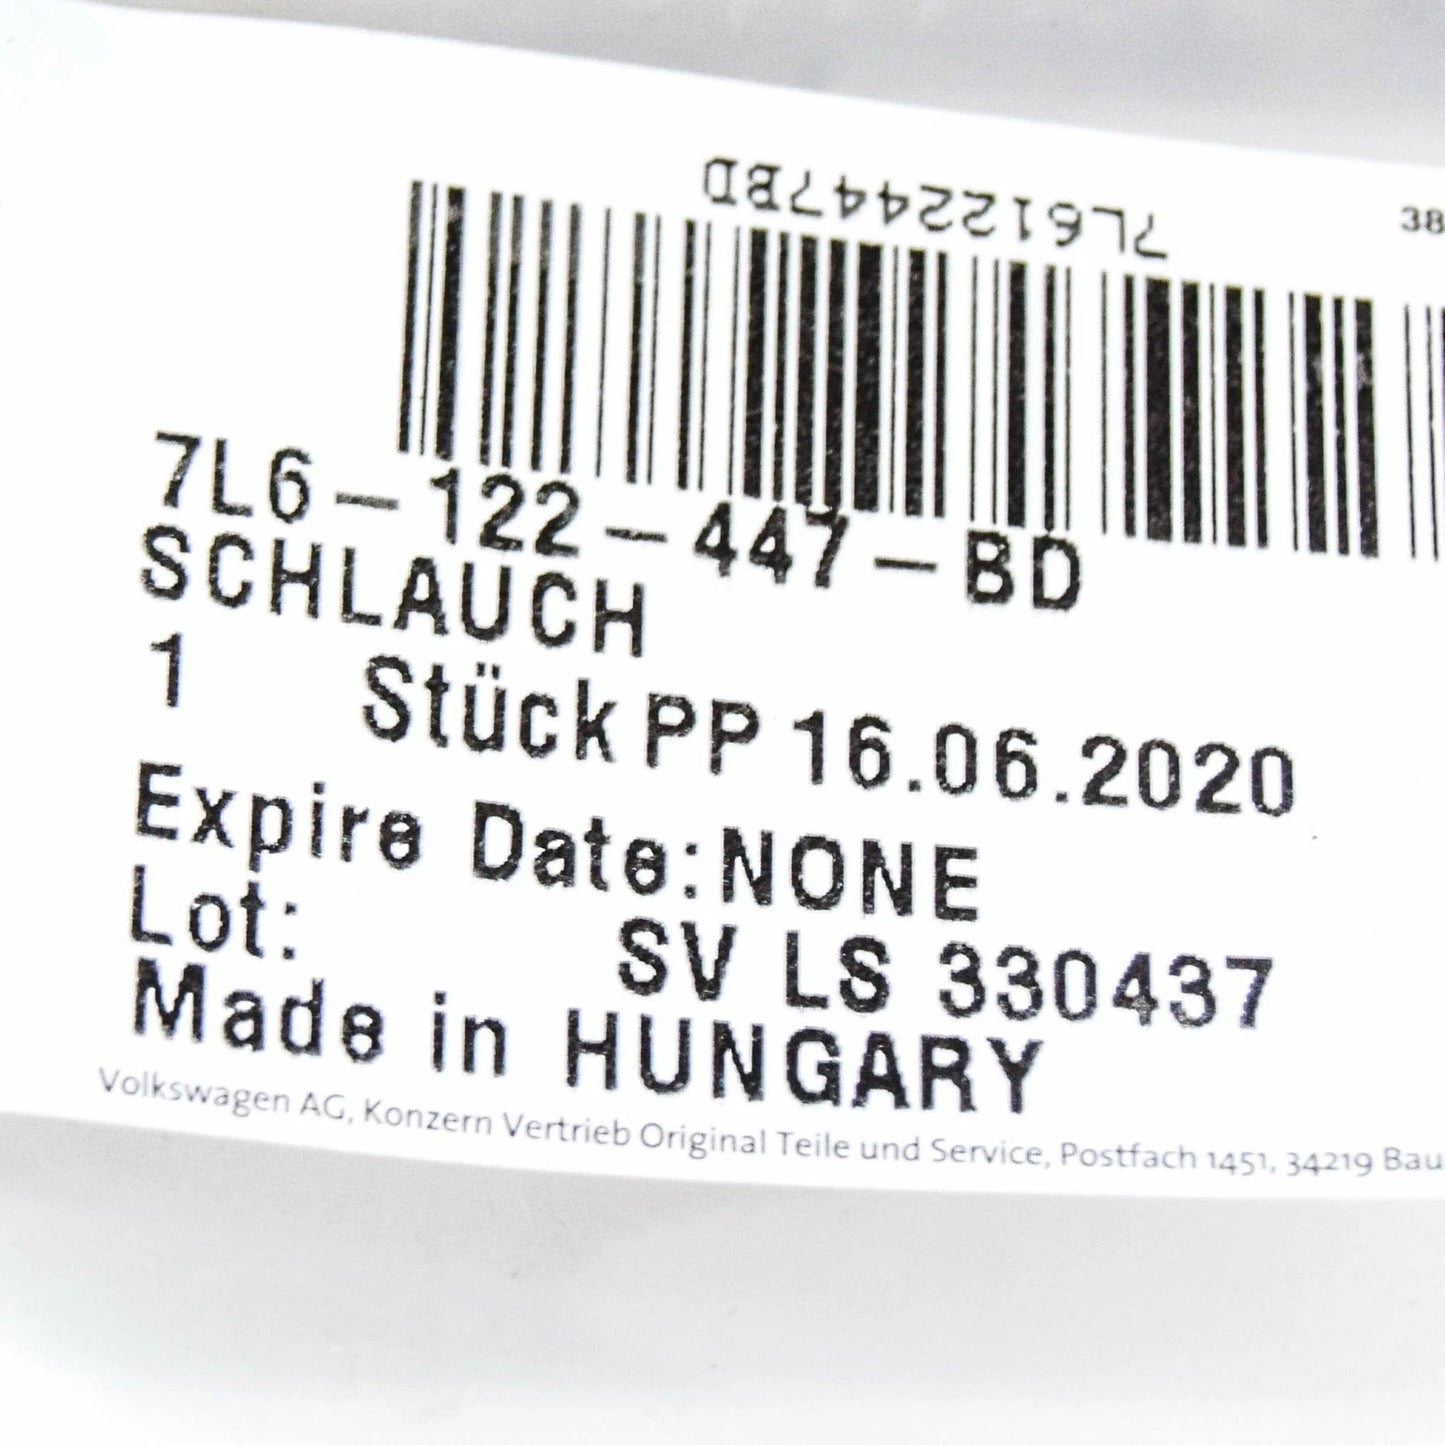 7L6122447BD
38
7L6-122-447-BD
SCHLAUCH
1 Stück PP 16.06.2020
Expire Date:NONE
Lot: SV LS 330437
Made in HUNGARY
Volkswagen AG, Konzern Vertrieb Original Teile und Service, Postfach 1451, 34219 Bau